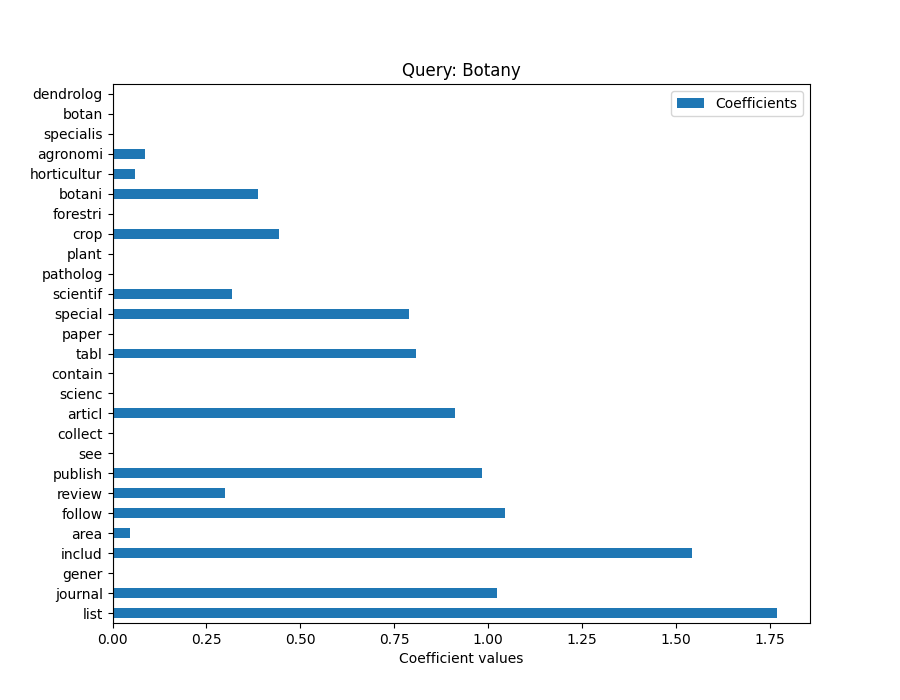 Query: Botany
Coefficients
dendrolog
botan
specialis
agronomi
horticultur
botani
forestri
crop
plant
patholog
scientif
special
paper
tabl
contain
scienc
articl
collect
see
publish
review
follow
area
includ
gener
journal
list
0.00 0.25 0.50 0.75 1.00 1.25 1.50 1.75
Coefficient values